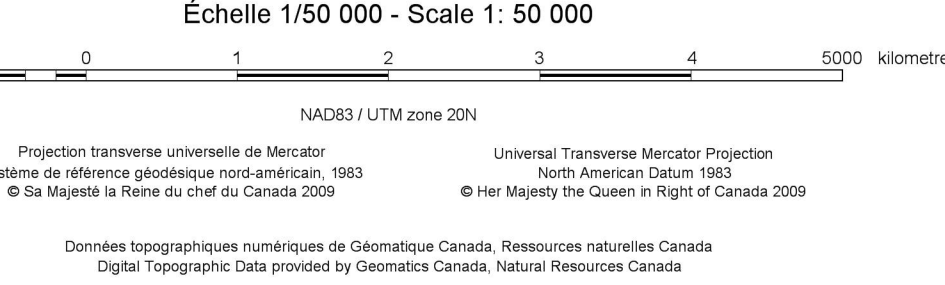 Échelle 1/50 000 - Scale 1: 50 000
0 1 2 3 4 5000 kilometre
NAD83 / UTM zone 20N
Projection transverse universelle de Mercator
stème de référence géodésique nord-américain, 1983
© Sa Majesté la Reine du chef du Canada 2009
Universal Transverse Mercator Projection
North American Datum 1983
© Her Majesty the Queen in Right of Canada 2009
Données topographiques numériques de Géomatique Canada, Ressources naturelles Canada
Digital Topographic Data provided by Geomatics Canada, Natural Resources Canada